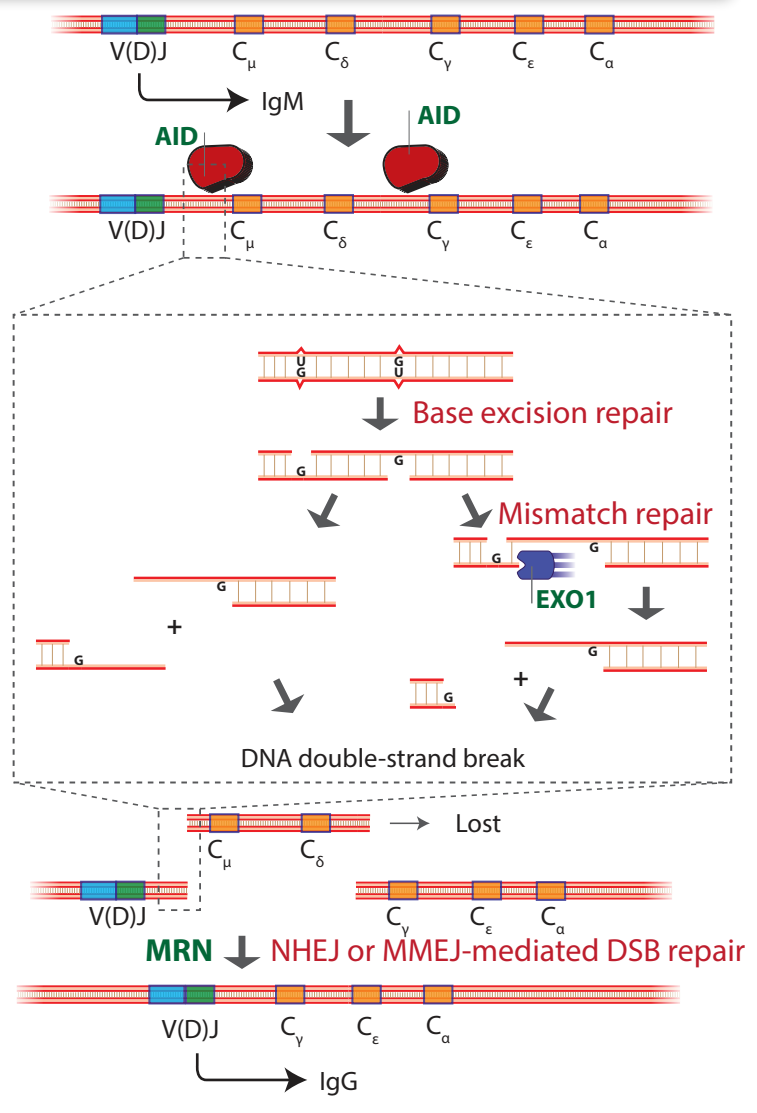 V(D)J Cμ Cδ Cγ Cε Cα
IgM
AID AID
V(D)J Cμ Cδ Cγ Cε Cα
U G
G U
Base excision repair
G G
Mismatch repair
G G
EXO1
G
+
G
G
+
G
DNA double-strand break
Lost
Cμ Cδ
V(D)J Cγ Cε Cα
MRN NHEJ or MMEJ-mediated DSB repair
V(D)J Cγ Cε Cα
IgG